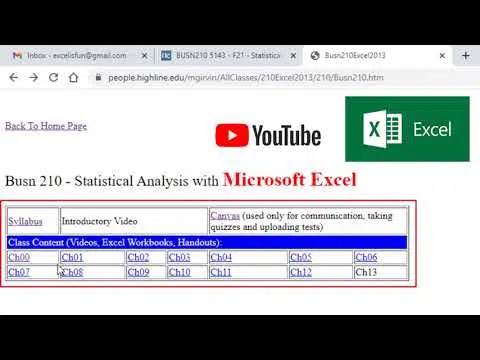 Inbox - excelisfun@gmail.com
BUSN210 5143 - F21 - Statistical
Busn210Excel2013
people.highline.edu/mgirvin/AllClasses/210Excel2013/210/Busn210.htm
Back To Home Page
YouTube
Excel
Busn 210 - Statistical Analysis with Microsoft Excel
Syllabus Introductory Video Canvas (used only for communication, taking
quizzes and uploading tests)
Class Content (Videos, Excel Workbooks, Handouts):
Ch00 Ch01 Ch02 Ch03 Ch04 Ch05 Ch06
Ch07 Ch08 Ch09 Ch10 Ch11 Ch12 Ch13